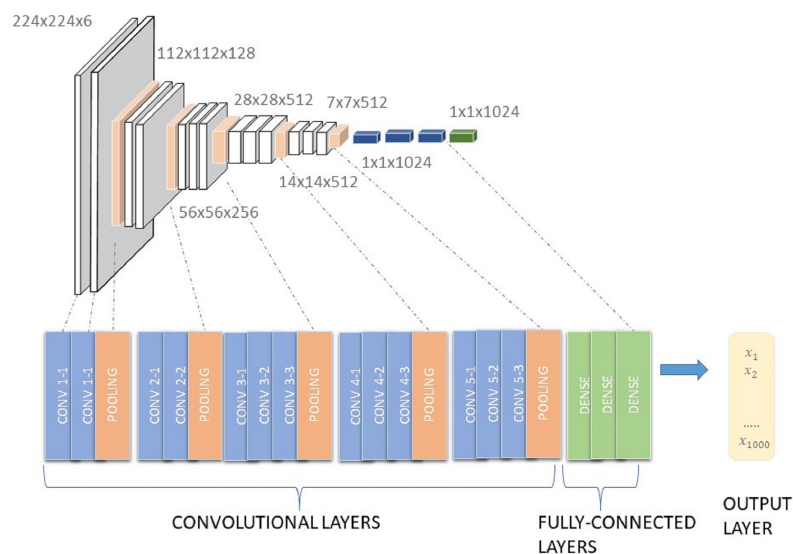 224x224x6
112x112x128
28x28x512
7x7x512
1x1x1024
1x1x1024
14x14x512
56x56x256
CONV 1-1
CONV 1-1
POOLING
CONV 2-1
CONV 2-2
POOLING
CONV 3-1
CONV 3-2
CONV 3-3
POOLING
CONV 4-1
CONV 4-2
CONV 4-3
POOLING
CONV 5-1
CONV 5-2
CONV 5-3
POOLING
DENSE
DENSE
DENSE
x₁
x₂
.....
x₁₀₀₀
CONVOLUTIONAL LAYERS
FULLY-CONNECTED
LAYERS
OUTPUT
LAYER